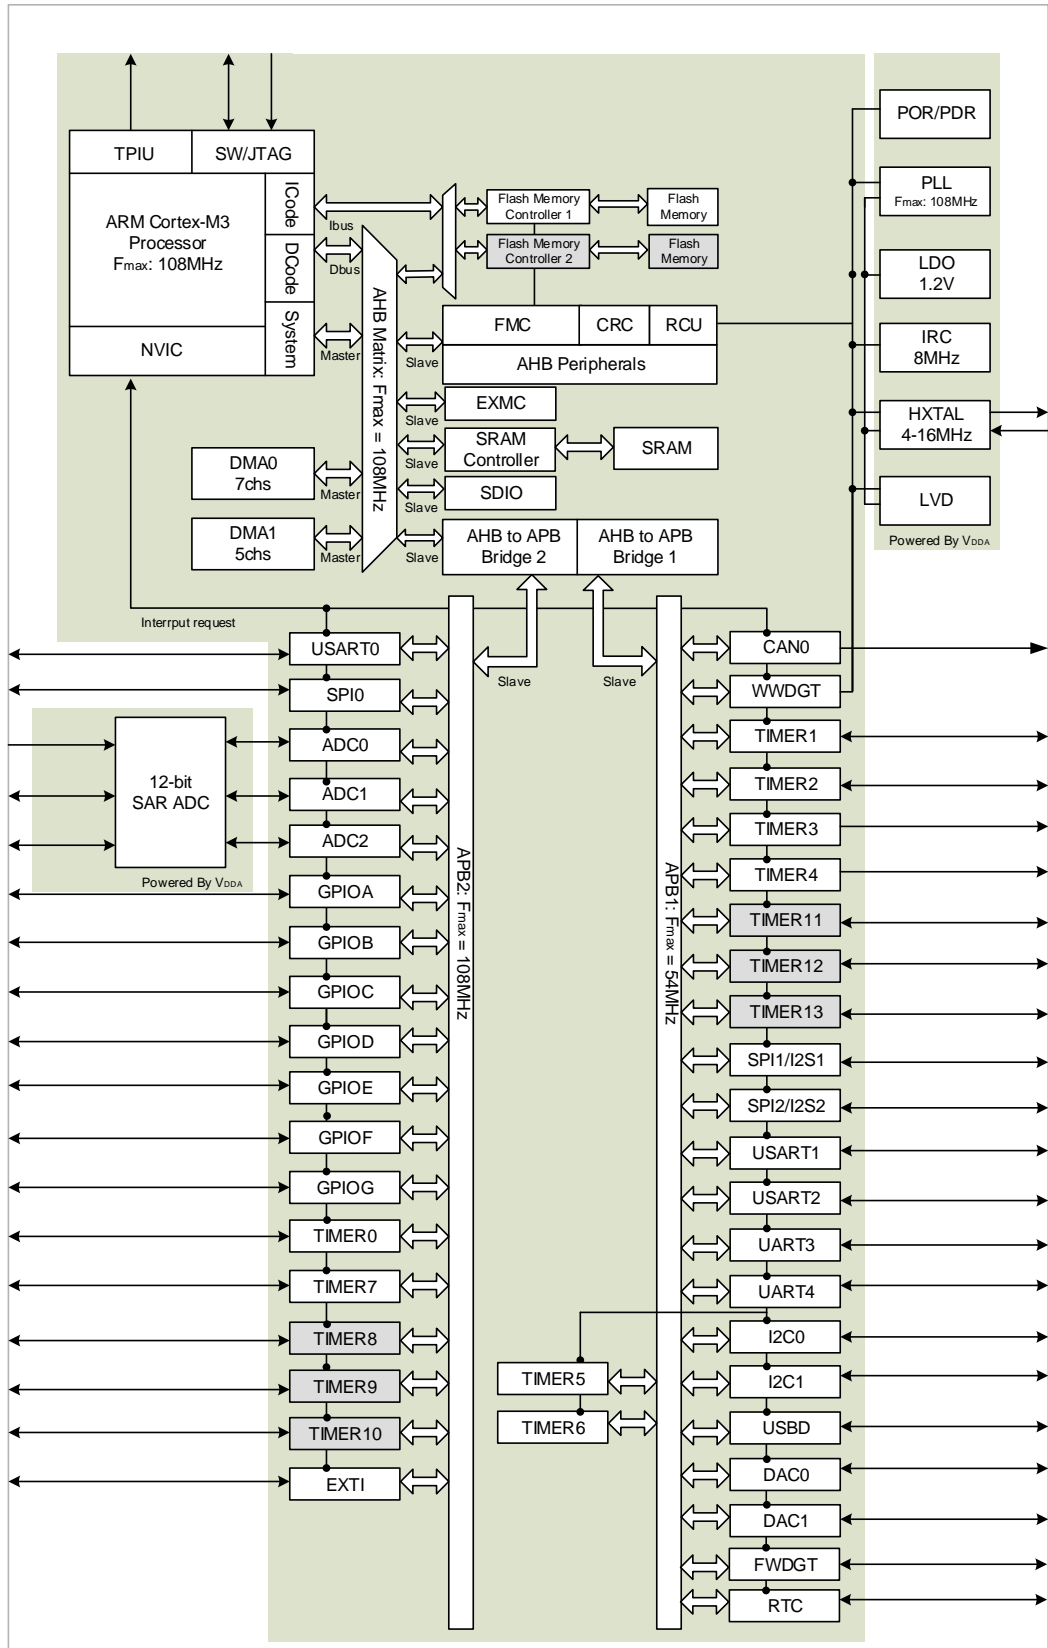 TPIU
SW/JTAG
ARM Cortex-M3
Processor
Fmax: 108MHz
ICode
DCode
System
NVIC
Ibus
Dbus
Master
AHB Matrix: Fmax = 108MHz
Flash Memory
Controller 1
Flash
Memory
Flash Memory
Controller 2
Flash
Memory
FMC
CRC
RCU
AHB Peripherals
Slave
EXMC
Slave
SRAM
Controller
Slave
SRAM
SDIO
Slave
DMA0
7chs
Master
DMA1
5chs
Master
AHB to APB
Bridge 2
AHB to APB
Bridge 1
Slave
POR/PDR
PLL
Fmax: 108MHz
LDO
1.2V
IRC
8MHz
HXTAL
4-16MHz
LVD
Powered By VDDA
Interrput request
Slave
Slave
USART0
SPI0
ADC0
ADC1
ADC2
12-bit
SAR ADC
Powered By VDDA
GPIOA
GPIOB
GPIOC
GPIOD
GPIOE
GPIOF
GPIOG
TIMER0
TIMER7
TIMER8
TIMER9
TIMER10
EXTI
APB2: Fmax = 108MHz
APB1: Fmax = 54MHz
TIMER5
TIMER6
CAN0
WWDGT
TIMER1
TIMER2
TIMER3
TIMER4
TIMER11
TIMER12
TIMER13
SPI1/I2S1
SPI2/I2S2
USART1
USART2
UART3
UART4
I2C0
I2C1
USBD
DAC0
DAC1
FWDGT
RTC